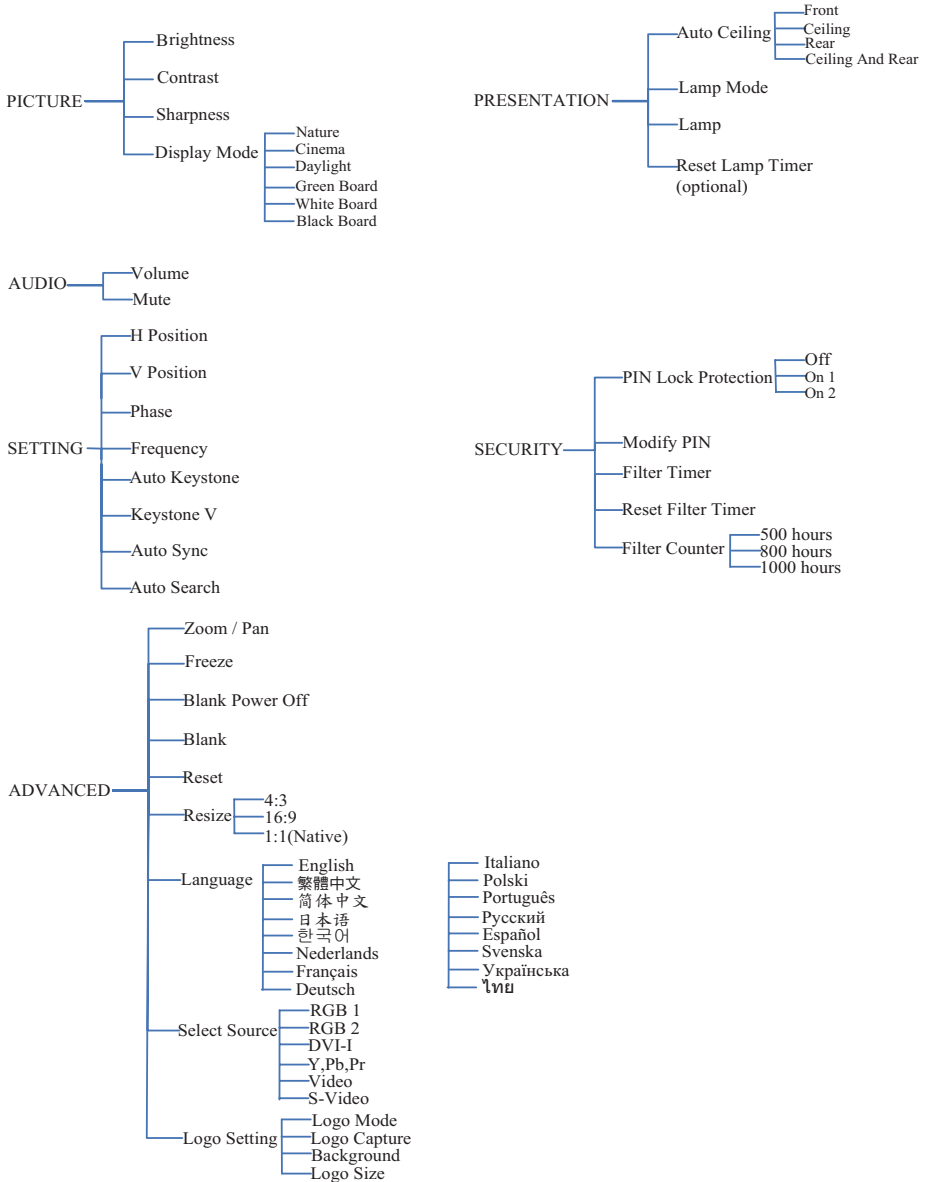 PICTURE
Brightness
Contrast
Sharpness
Display Mode
Nature
Cinema
Daylight
Green Board
White Board
Black Board
PRESENTATION
Auto Ceiling
Front
Ceiling
Rear
Ceiling And Rear
Lamp Mode
Lamp
Reset Lamp Timer
(optional)
AUDIO
Volume
Mute
SETTING
H Position
V Position
Phase
Frequency
Auto Keystone
Keystone V
Auto Sync
Auto Search
SECURITY
PIN Lock Protection
Off
On 1
On 2
Modify PIN
Filter Timer
Reset Filter Timer
Filter Counter
500 hours
800 hours
1000 hours
ADVANCED
Zoom / Pan
Freeze
Blank Power Off
Blank
Reset
Resize
4:3
16:9
1:1(Native)
Language
English
繁體中文
简体中文
日本语
한국어
Nederlands
Français
Deutsch
Italiano
Polski
Português
Русский
Español
Svenska
Українська
ไทย
Select Source
RGB 1
RGB 2
DVI-I
Y,Pb,Pr
Video
S-Video
Logo Setting
Logo Mode
Logo Capture
Background
Logo Size